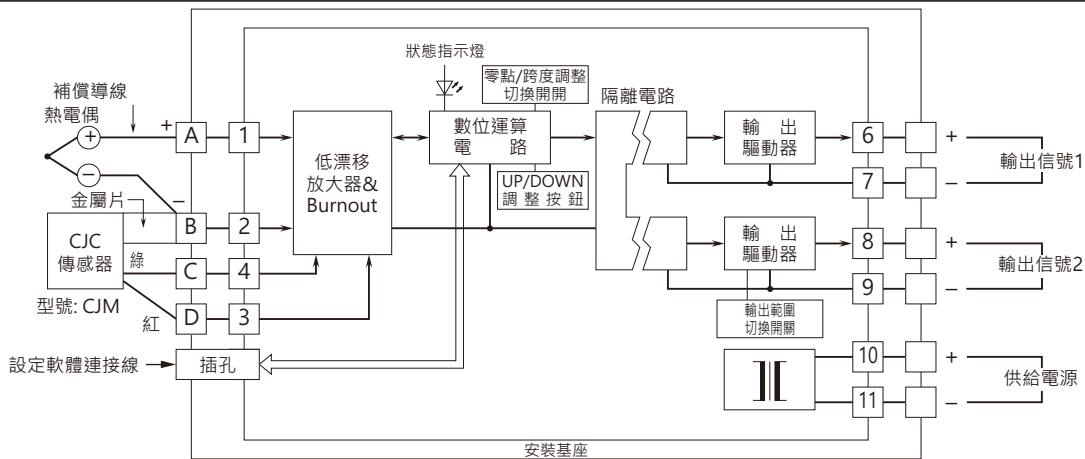 狀態指示燈
零點/跨度調整
切換開開
隔離電路
補償導線
熱電偶
+
+
−
−
A
1
低漂移
放大器&
Burnout
數位運算
電　路
UP/DOWN
調整按鈕
輸　出
驅動器
6
+
輸出信號1
7
−
金屬片
B
2
CJC
傳感器
綠
C
4
型號: CJM
紅
D
3
輸　出
驅動器
8
+
輸出信號2
9
−
輸出範圍
切換開關
設定軟體連接線
插孔
10
+
供給電源
11
−
安裝基座